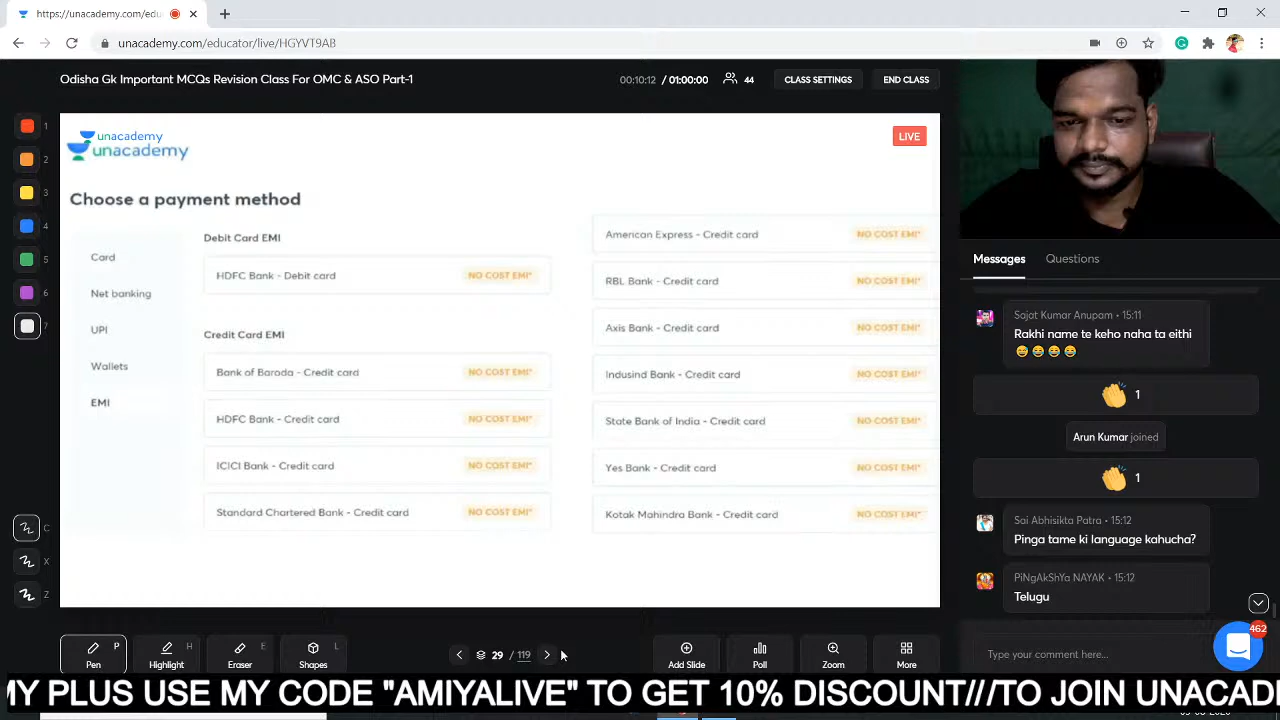 https://unacademy.com/edu
unacademy.com/educator/live/HGYVT9AB
Odisha Gk Important MCQs Revision Class For OMC & ASO Part-1
00:10:12 / 01:00:00
44
CLASS SETTINGS
END CLASS
1
2
3
4
5
6
7
C
X
Z
unacademy
unacademy
LIVE
Choose a payment method
Card
Net banking
UPI
Wallets
EMI
Debit Card EMI
HDFC Bank - Debit card NO COST EMI*
Credit Card EMI
Bank of Baroda - Credit card NO COST EMI*
HDFC Bank - Credit card NO COST EMI*
ICICI Bank - Credit card NO COST EMI*
Standard Chartered Bank - Credit card NO COST EMI*
American Express - Credit card NO COST EMI*
RBL Bank - Credit card NO COST EMI*
Axis Bank - Credit card NO COST EMI*
Indusind Bank - Credit card NO COST EMI*
State Bank of India - Credit card NO COST EMI*
Yes Bank - Credit card NO COST EMI*
Kotak Mahindra Bank - Credit card NO COST EMI*
Messages
Questions
Sajat Kumar Anupam • 15:11
Rakhi name te keho naha ta eithi
😄😄😄😄
👏 1
Arun Kumar joined
👏 1
Sai Abhisikta Patra • 15:12
Pinga tame ki language kahucha?
PiNgAkShYa NAYAK • 15:12
Telugu
Type your comment here...
462
Pen P
Highlight H
Eraser E
Shapes L
29 / 119
Add Slide
Poll
Zoom
More
MY PLUS USE MY CODE "AMIYALIVE" TO GET 10% DISCOUNT///TO JOIN UNACAD